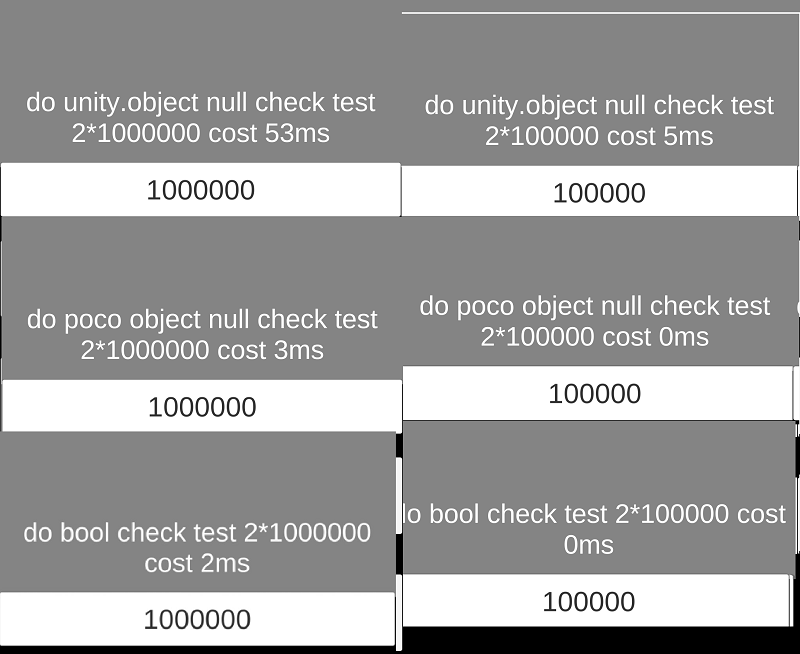 do unity.object null check test
2*1000000 cost 53ms
1000000
do unity.object null check test
2*100000 cost 5ms
100000
do poco object null check test
2*1000000 cost 3ms
1000000
do poco object null check test
2*100000 cost 0ms
100000
do bool check test 2*1000000
cost 2ms
1000000
lo bool check test 2*100000 cost
0ms
100000